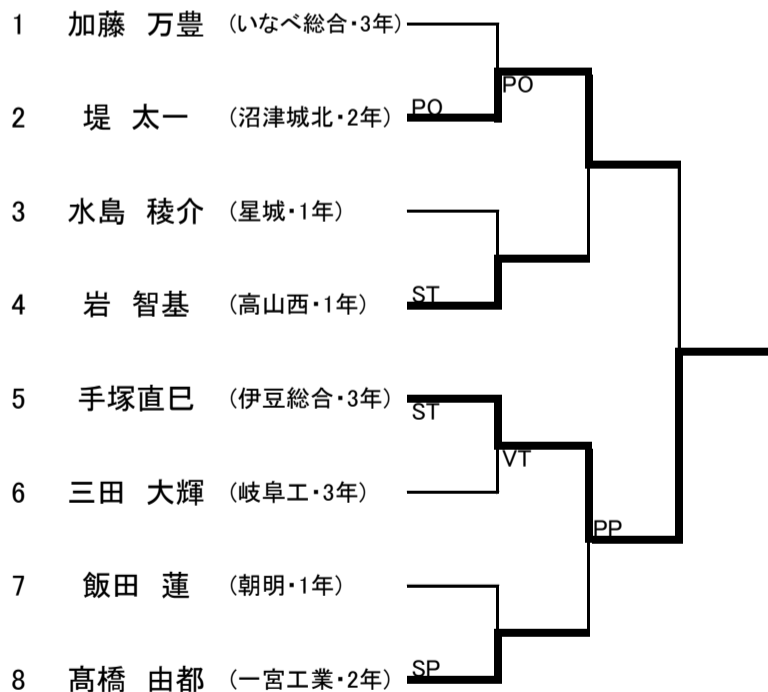 1 加藤 万豊 (いなべ総合・3年)
PO
2 堤 太一 (沼津城北・2年) PO
3 水島 稜介 (星城・1年)
4 岩 智基 (高山西・1年) ST
5 手塚直巳 (伊豆総合・3年) ST
VT
6 三田 大輝 (岐阜工・3年)
PP
7 飯田 蓮 (朝明・1年)
8 髙橋 由都 (一宮工業・2年) SP